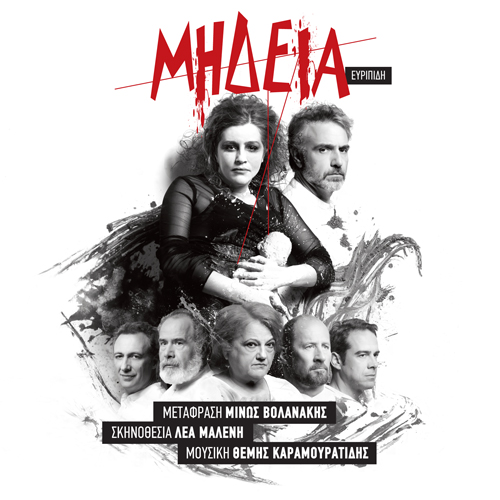 ΜΗΔΕΙΑ
ΕΥΡΙΠΙΔΗ
ΜΕΤΑΦΡΑΣΗ ΜΙΝΩΣ ΒΟΛΑΝΑΚΗΣ
ΣΚΗΝΟΘΕΣΙΑ ΛΕΑ ΜΑΛΕΝΗ
ΜΟΥΣΙΚΗ ΘΕΜΗΣ ΚΑΡΑΜΟΥΡΑΤΙΔΗΣ